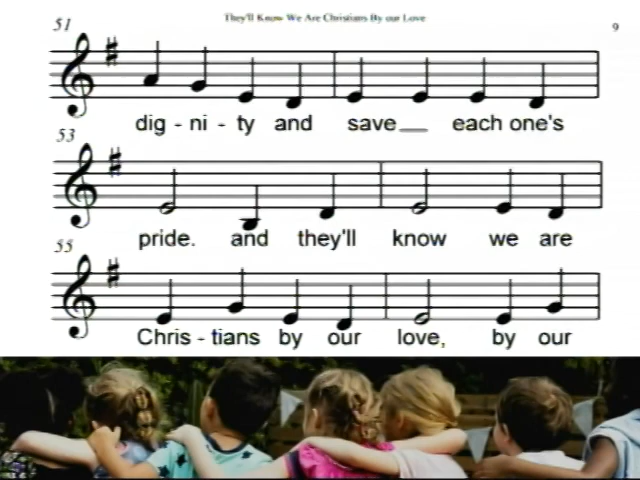 They'll Know We Are Christians By our Love
9
51
dig - ni - ty and save__ each one's
53
pride. and they'll know we are
55
Chris - tians by our love, by our